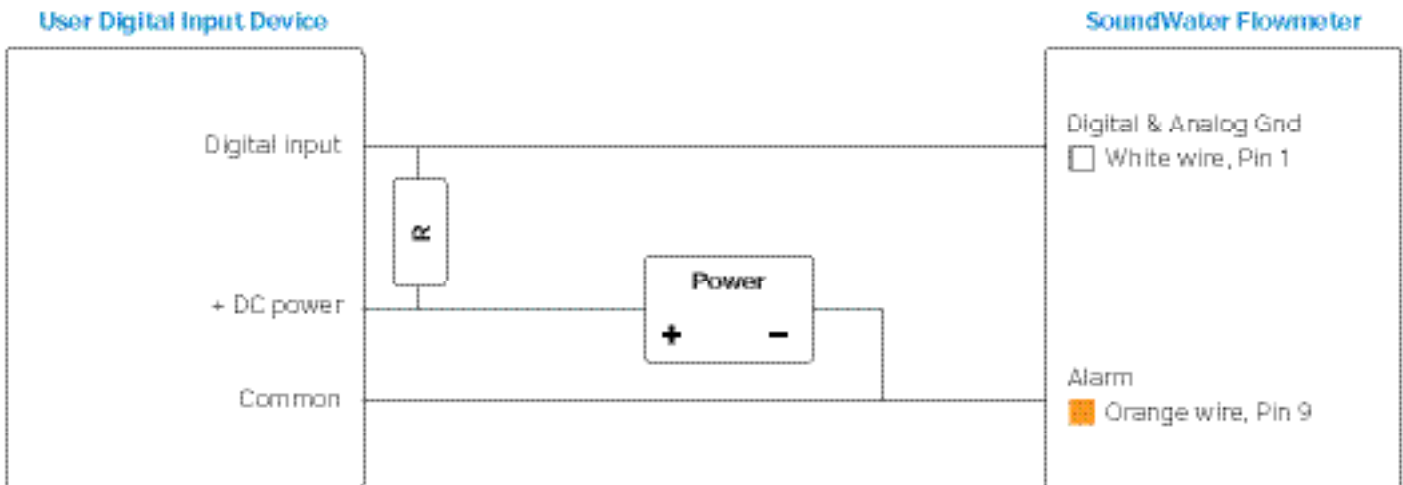 User Digital Input Device
SoundWater Flowmeter
Digital input
Digital & Analog Gnd
White wire, Pin 1
R
Power
+ DC power
+ −
Common
Alarm
Orange wire, Pin 9